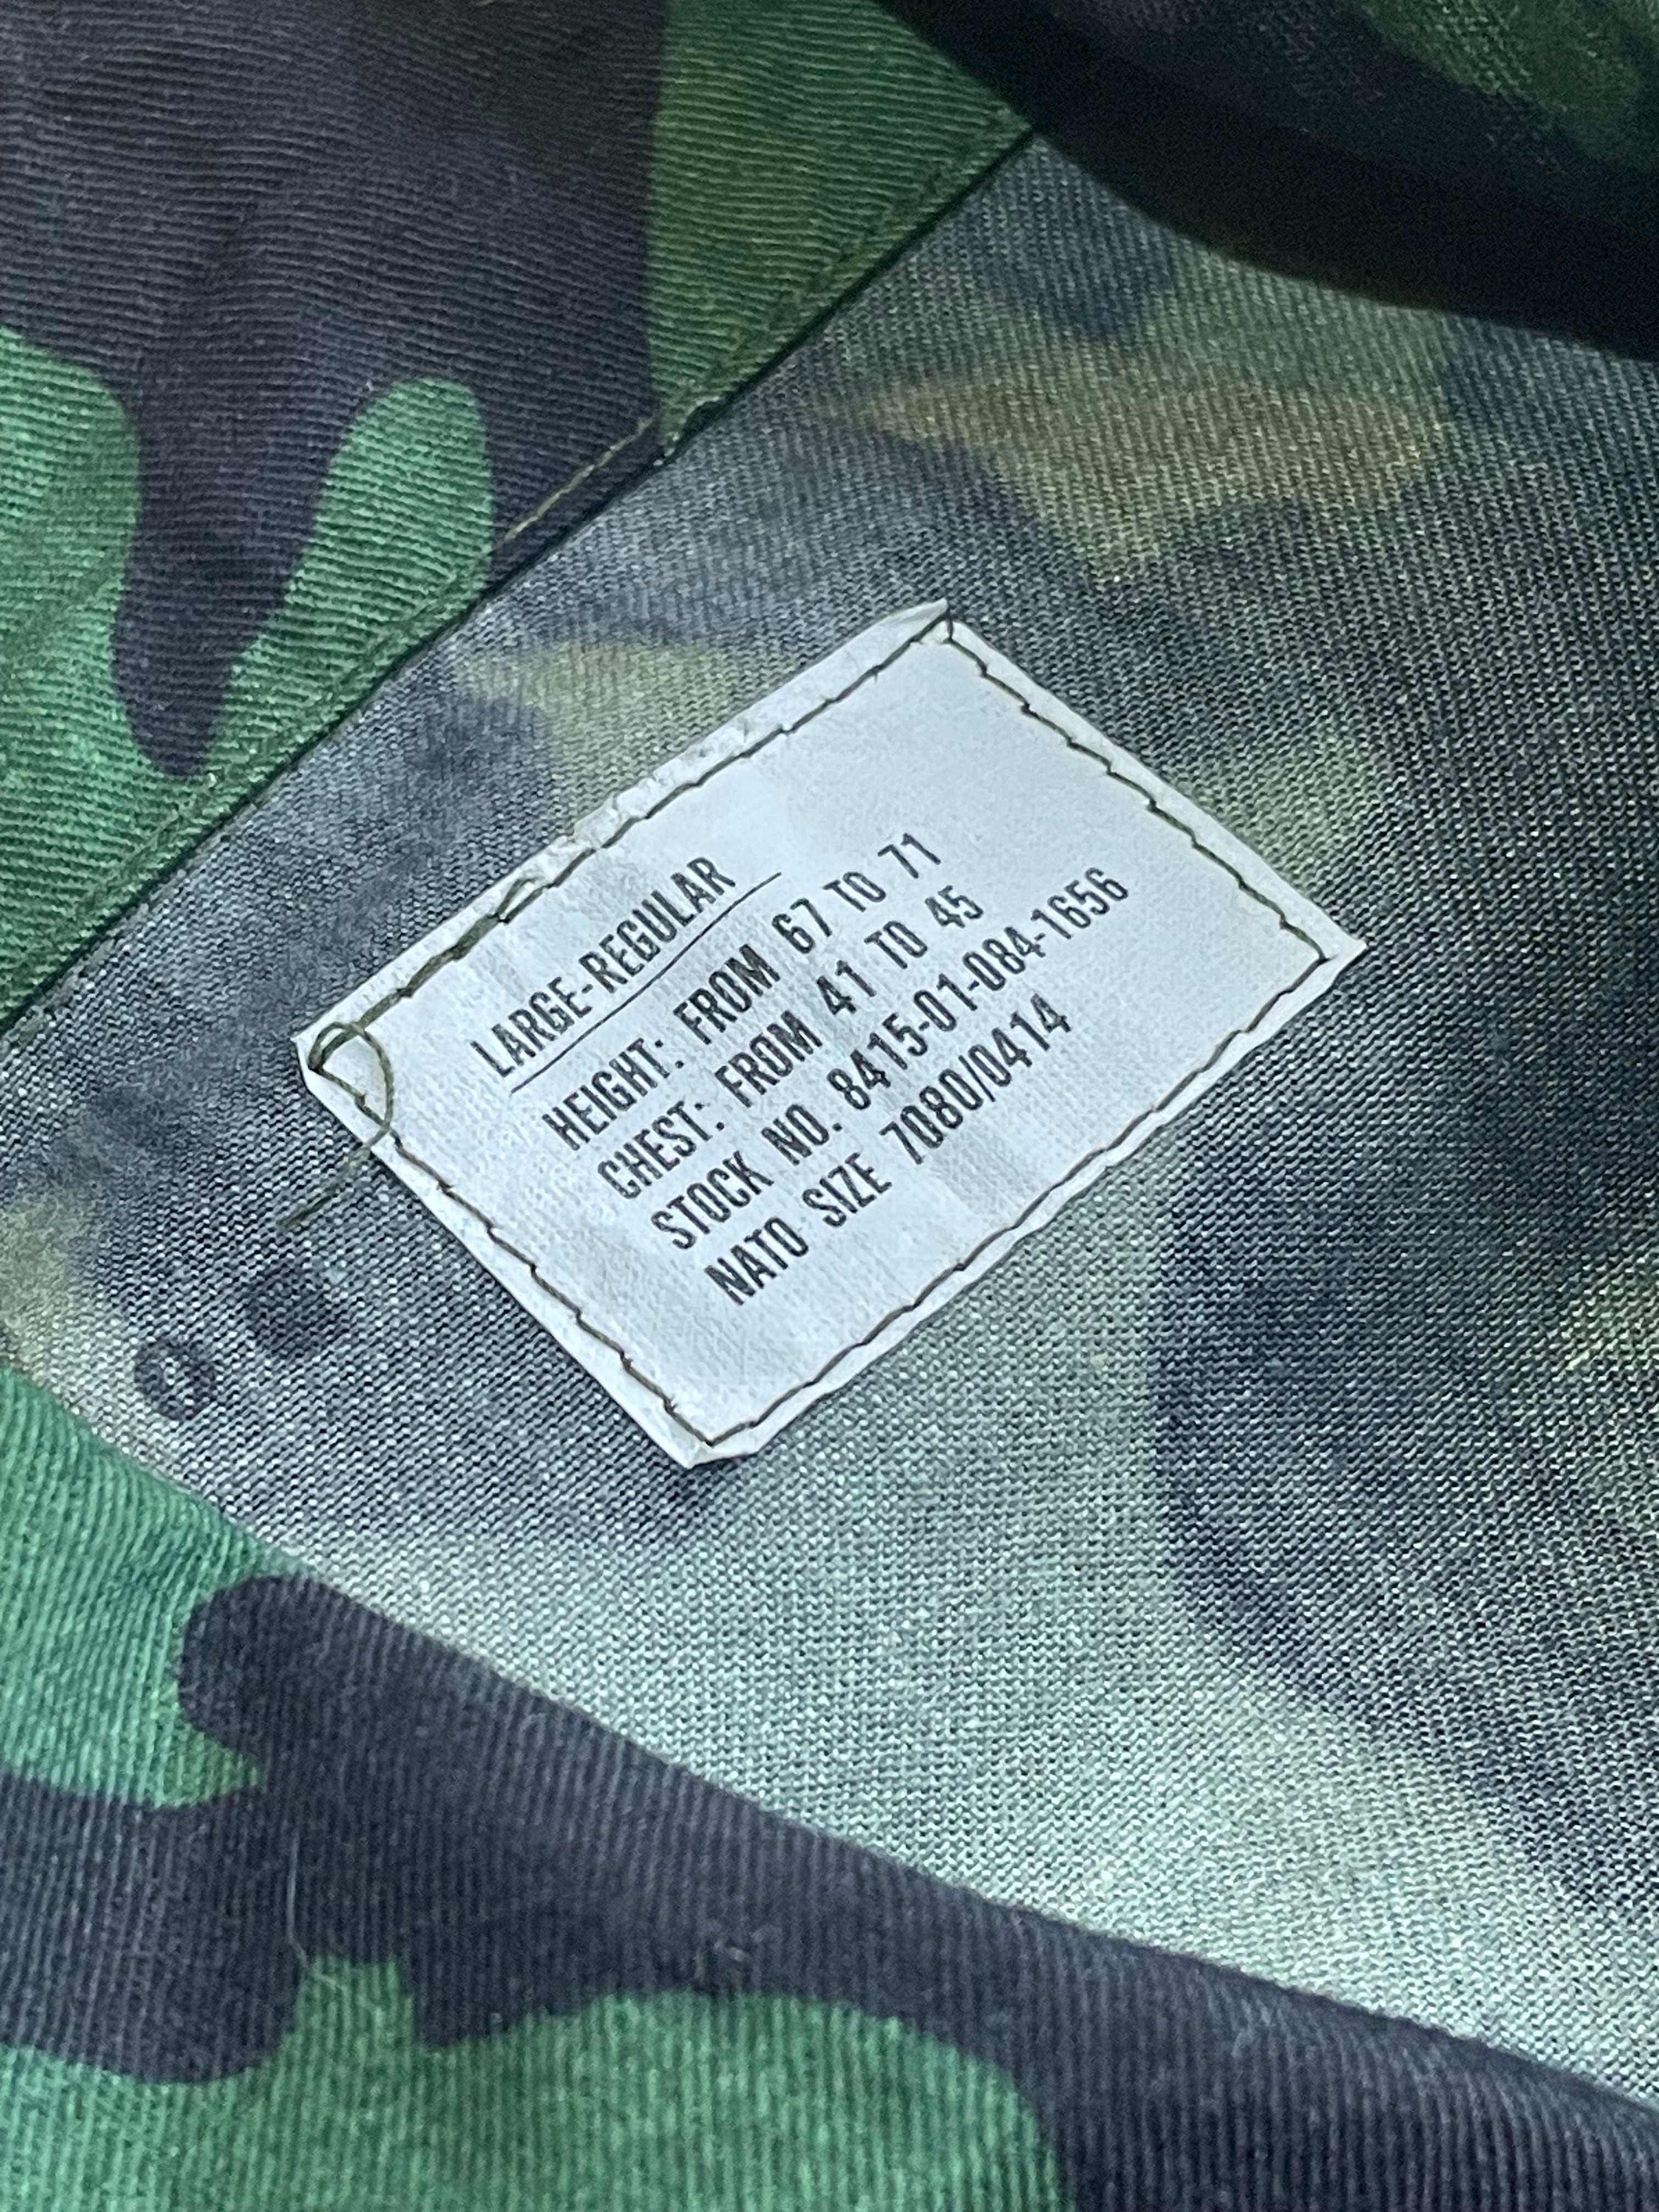 LARGE-REGULAR
HEIGHT: FROM 67 TO 71
CHEST: FROM 41 TO 45
STOCK NO. 8415-01-084-1656
NATO SIZE 7080/0414